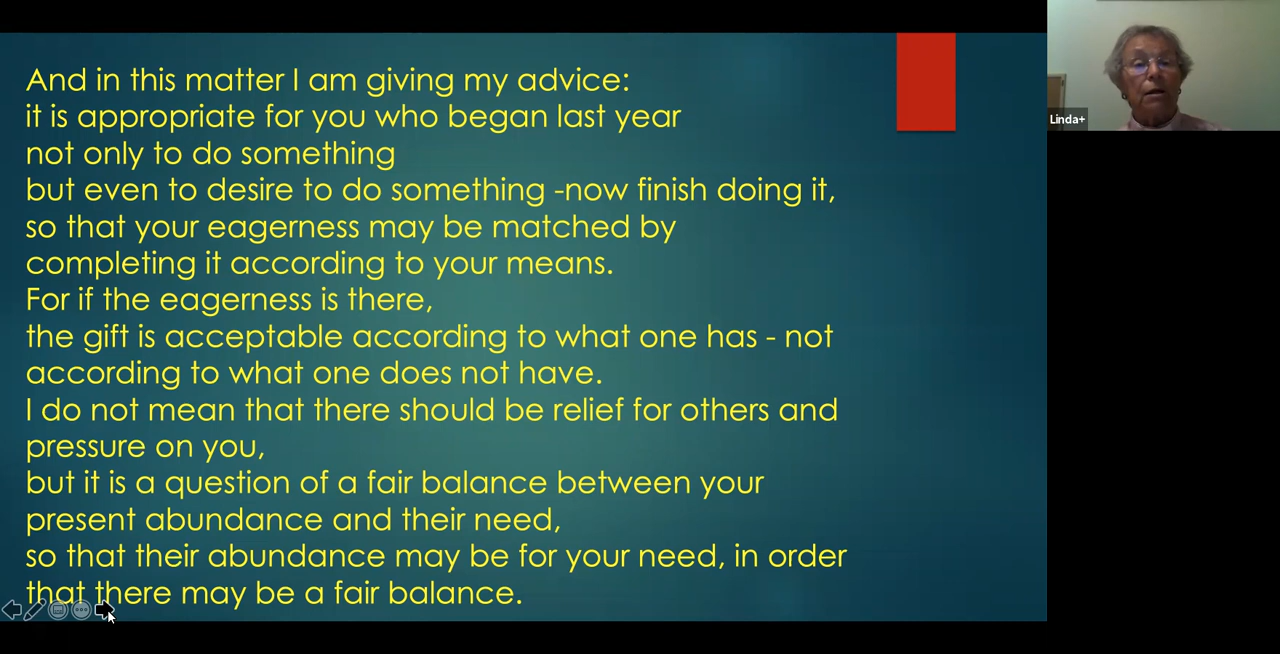 And in this matter I am giving my advice:
it is appropriate for you who began last year
not only to do something
but even to desire to do something -now finish doing it,
so that your eagerness may be matched by
completing it according to your means.
For if the eagerness is there,
the gift is acceptable according to what one has - not
according to what one does not have.
I do not mean that there should be relief for others and
pressure on you,
but it is a question of a fair balance between your
present abundance and their need,
so that their abundance may be for your need, in order
that there may be a fair balance.
Linda+